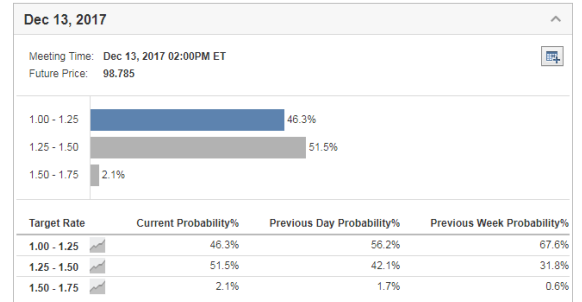 Dec 13, 2017
Meeting Time: Dec 13, 2017 02:00PM ET
Future Price: 98.785
1.00 - 1.25 46.3%
1.25 - 1.50 51.5%
1.50 - 1.75 2.1%
Target Rate Current Probability% Previous Day Probability% Previous Week Probability%
1.00 - 1.25 46.3% 56.2% 67.6%
1.25 - 1.50 51.5% 42.1% 31.8%
1.50 - 1.75 2.1% 1.7% 0.6%